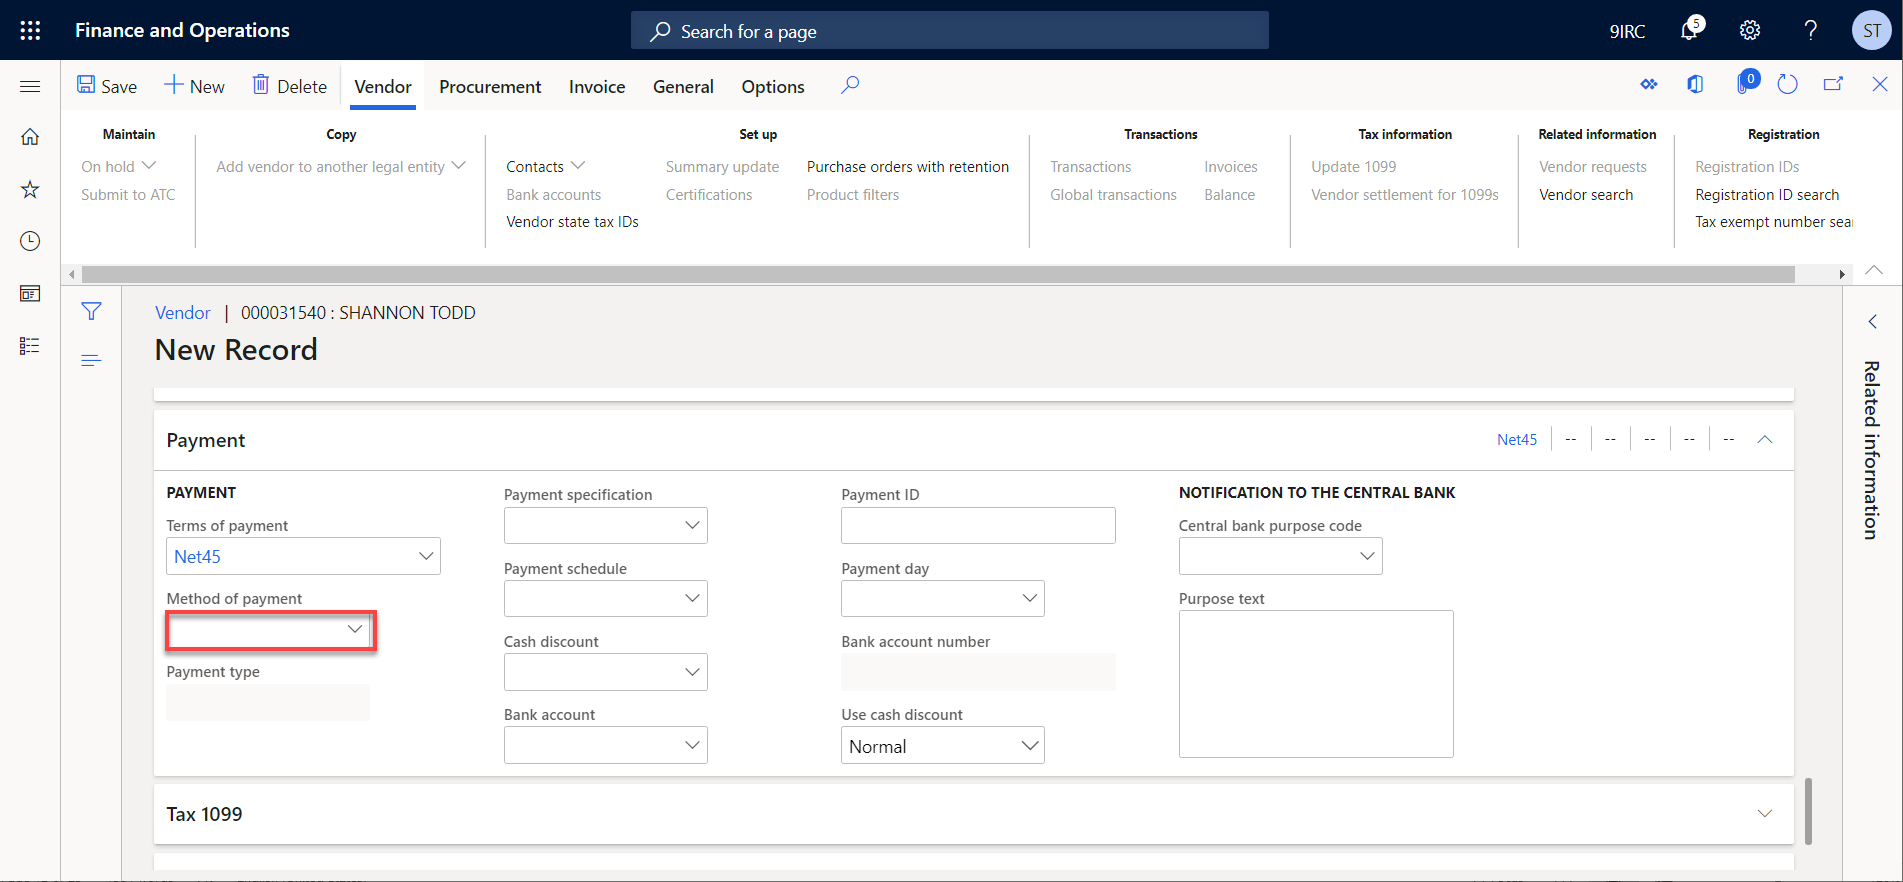 Finance and Operations
Search for a page
9IRC
5
?
ST
Save
New
Delete
Vendor
Procurement
Invoice
General
Options
0
Maintain
On hold
Submit to ATC
Copy
Add vendor to another legal entity
Set up
Contacts
Bank accounts
Vendor state tax IDs
Summary update
Certifications
Purchase orders with retention
Product filters
Transactions
Transactions
Global transactions
Invoices
Balance
Tax information
Update 1099
Vendor settlement for 1099s
Related information
Vendor requests
Vendor search
Registration
Registration IDs
Registration ID search
Tax exempt number sea
Vendor | 000031540 : SHANNON TODD
New Record
Related information
Payment
Net45 -- -- -- -- --
PAYMENT
Terms of payment
Net45
Method of payment
Payment type
Payment specification
Payment schedule
Cash discount
Bank account
Payment ID
Payment day
Bank account number
Use cash discount
Normal
NOTIFICATION TO THE CENTRAL BANK
Central bank purpose code
Purpose text
Tax 1099